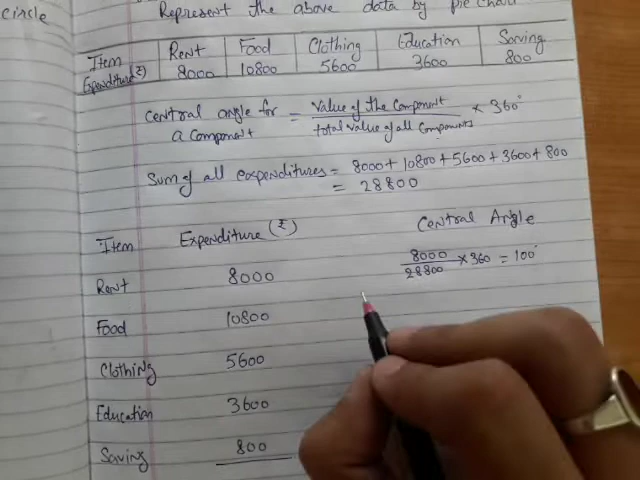 circle
Represent the above data by pie chart
Item Rent Food Clothing Education Saving
Expenditure(₹) 8000 10800 5600 3600 800
Central angle for a component = Value of the Component / total value of all Components × 360°
Sum of all expenditures = 8000 + 10800 + 5600 + 3600 + 800
= 28800
Item Expenditure (₹) Central Angle
Rent 8000 8000/28800 × 360 = 100°
Food 10800
Clothing 5600
Education 3600
Saving 800